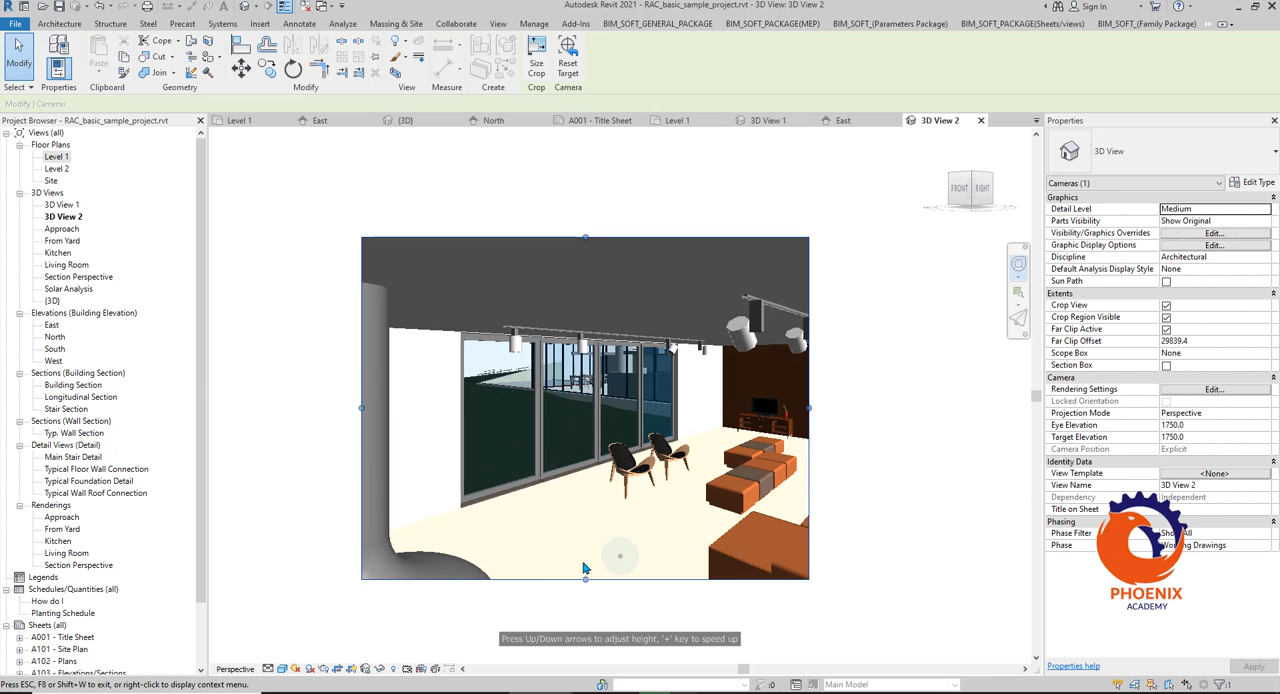 Autodesk Revit 2021 - RAC_basic_sample_project.rvt - 3D View: 3D View 2
Sign In
File Architecture Structure Steel Precast Systems Insert Annotate Analyze Massing & Site Collaborate View Manage Add-Ins BIM_SOFT_GENERAL_PACKAGE BIM_SOFT_PACKAGE(MEP) BIM_SOFT_(Parameters Package) BIM_SOFT_PACKAGE(Sheets/views) BIM_SOFT_(Family Package)
Modify
Paste
Cope
Cut
Join
Size Crop
Reset Target
Select Properties Clipboard Geometry Modify View Measure Create Crop Camera
Modify | Cameras
Project Browser - RAC_basic_sample_project.rvt
Level 1 East {3D} North A001 - Title Sheet Level 1 3D View 1 East 3D View 2
Views (all)
Floor Plans
Level 1
Level 2
Site
3D Views
3D View 1
3D View 2
Approach
From Yard
Kitchen
Living Room
Section Perspective
Solar Analysis
{3D}
Elevations (Building Elevation)
East
North
South
West
Sections (Building Section)
Building Section
Longitudinal Section
Stair Section
Sections (Wall Section)
Typ. Wall Section
Detail Views (Detail)
Main Stair Detail
Typical Floor Wall Connection
Typical Foundation Detail
Typical Wall Roof Connection
Renderings
Approach
From Yard
Kitchen
Living Room
Section Perspective
Legends
Schedules/Quantities (all)
How do I
Planting Schedule
Sheets (all)
A001 - Title Sheet
A101 - Site Plan
A102 - Plans
A103 - Elevations/Sections
FRONT RIGHT
Press Up/Down arrows to adjust height, '+' key to speed up
Perspective
Properties
3D View
Cameras (1) Edit Type
Graphics
Detail Level Medium
Parts Visibility Show Original
Visibility/Graphics Overrides Edit...
Graphic Display Options Edit...
Discipline Architectural
Default Analysis Display Style None
Sun Path
Extents
Crop View
Crop Region Visible
Far Clip Active
Far Clip Offset 29839.4
Scope Box None
Section Box
Camera
Rendering Settings Edit...
Locked Orientation
Projection Mode Perspective
Eye Elevation 1750.0
Target Elevation 1750.0
Camera Position Explicit
Identity Data
View Template <None>
View Name 3D View 2
Dependency Independent
Title on Sheet
Phasing
Phase Filter All
Phase Working Drawings
PHOENIX
ACADEMY
Properties help Apply
Press ESC, F8 or Shift+W to exit, or right-click to display context menu.
:0
Main Model
:1